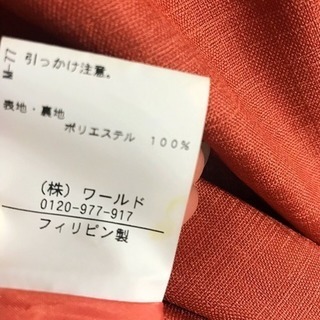 M-77
引っかけ注意.
表地・裏地
ポリエステル 100%
(株) ワールド
0120-977-917
フィリピン製